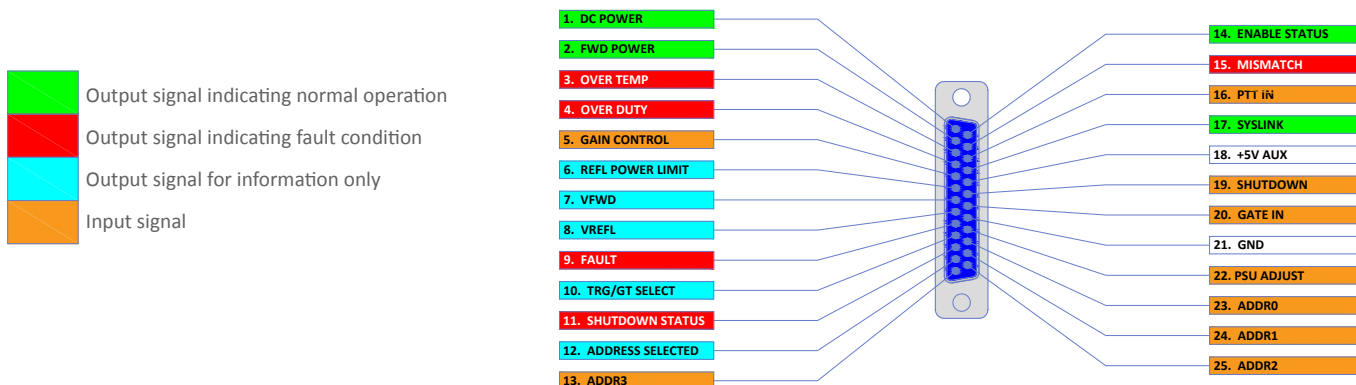 Output signal indicating normal operation
Output signal indicating fault condition
Output signal for information only
Input signal
1. DC POWER
2. FWD POWER
3. OVER TEMP
4. OVER DUTY
5. GAIN CONTROL
6. REFL POWER LIMIT
7. VFWD
8. VREFL
9. FAULT
10. TRG/GT SELECT
11. SHUTDOWN STATUS
12. ADDRESS SELECTED
13. ADDR3
14. ENABLE STATUS
15. MISMATCH
16. PTT IN
17. SYSLINK
18. +5V AUX
19. SHUTDOWN
20. GATE IN
21. GND
22. PSU ADJUST
23. ADDR0
24. ADDR1
25. ADDR2